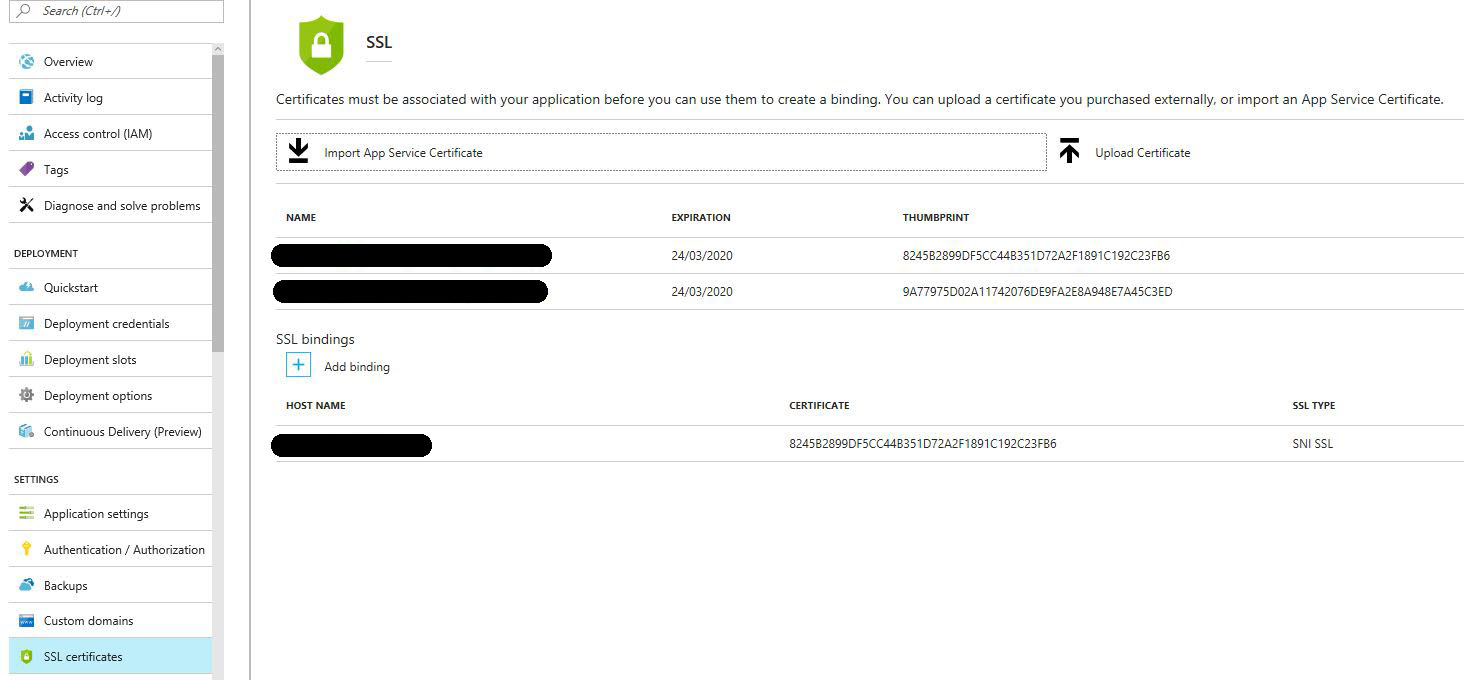 Search (Ctrl+/)
Overview
Activity log
Access control (IAM)
Tags
Diagnose and solve problems
DEPLOYMENT
Quickstart
Deployment credentials
Deployment slots
Deployment options
Continuous Delivery (Preview)
SETTINGS
Application settings
Authentication / Authorization
Backups
Custom domains
SSL certificates
SSL
Certificates must be associated with your application before you can use them to create a binding. You can upload a certificate you purchased externally, or import an App Service Certificate.
Import App Service Certificate Upload Certificate
NAME EXPIRATION THUMBPRINT
24/03/2020 8245B2899DF5CC44B351D72A2F1891C192C23FB6
24/03/2020 9A77975D02A11742076DE9FA2E8A948E7A45C3ED
SSL bindings
Add binding
HOST NAME CERTIFICATE SSL TYPE
8245B2899DF5CC44B351D72A2F1891C192C23FB6 SNI SSL